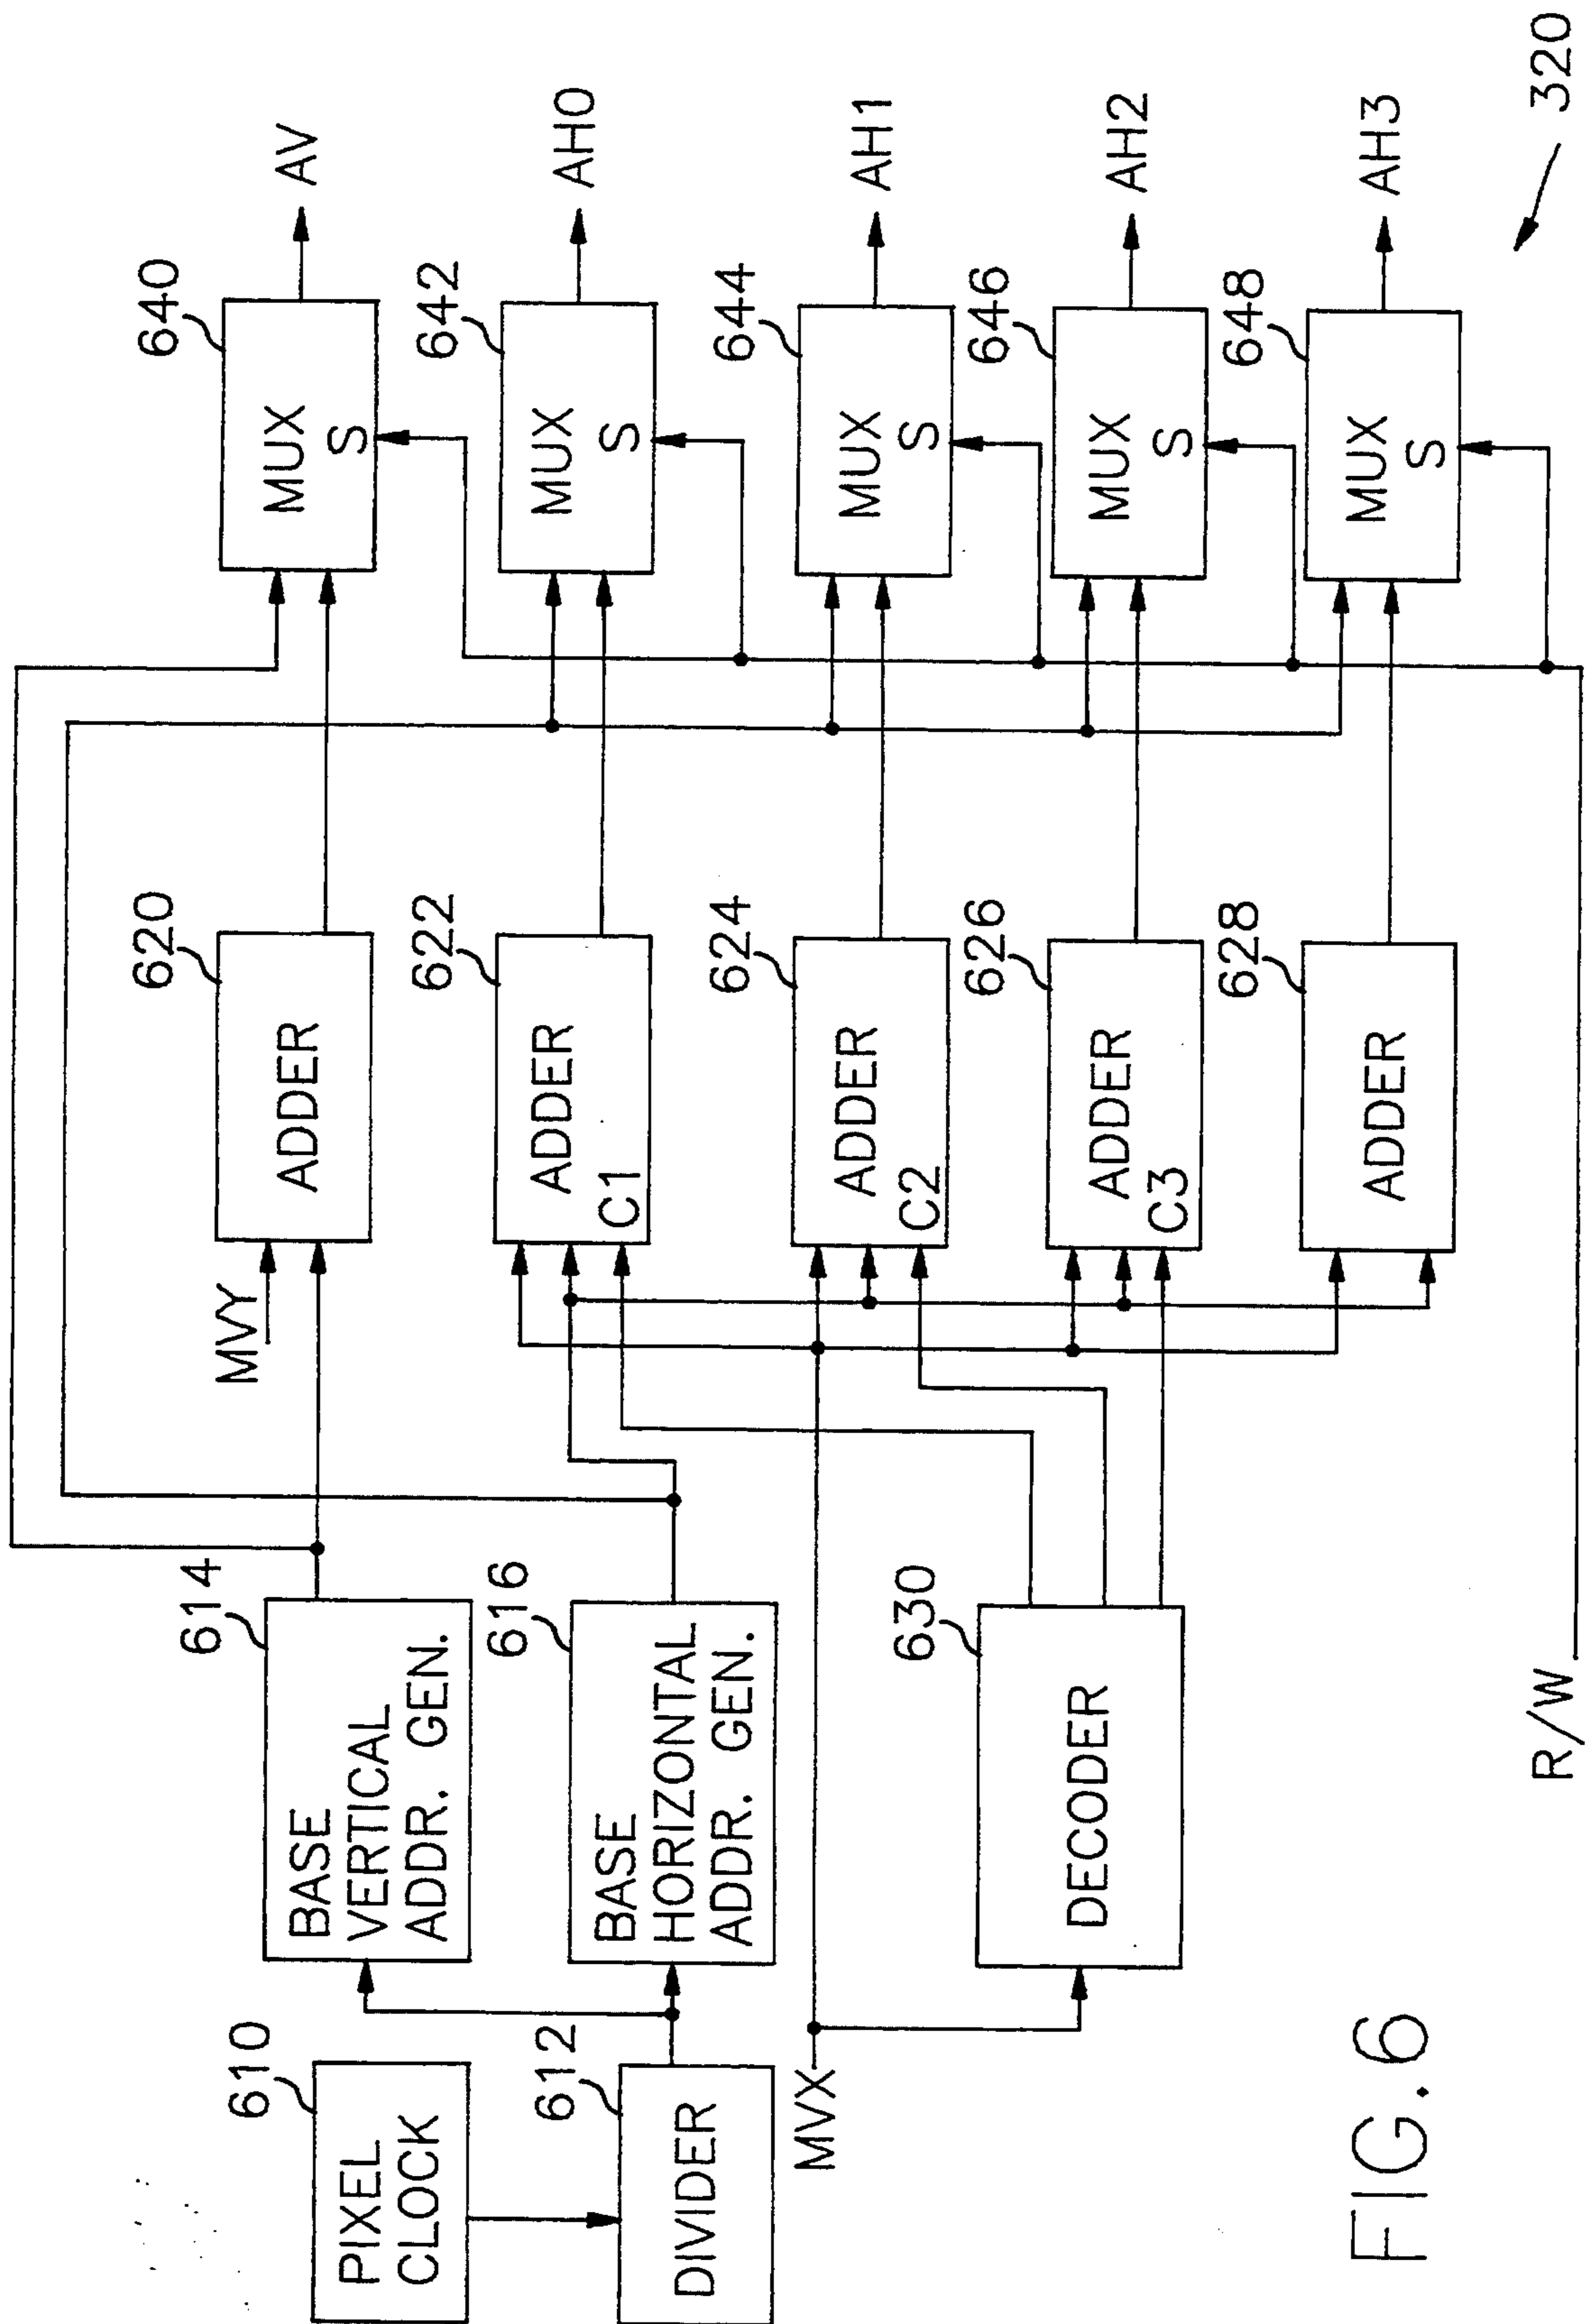 610
PIXEL
CLOCK
612
DIVIDER
614
BASE
VERTICAL
ADDR. GEN.
616
BASE
HORIZONTAL
ADDR. GEN.
MVX
630
DECODER
R/W
MVY
620
ADDER
622
ADDER
C1
624
ADDER
C2
626
ADDER
C3
628
ADDER
640
MUX
S
AV
642
MUX
S
AH0
644
MUX
S
AH1
646
MUX
S
AH2
648
MUX
S
AH3
320
FIG.6